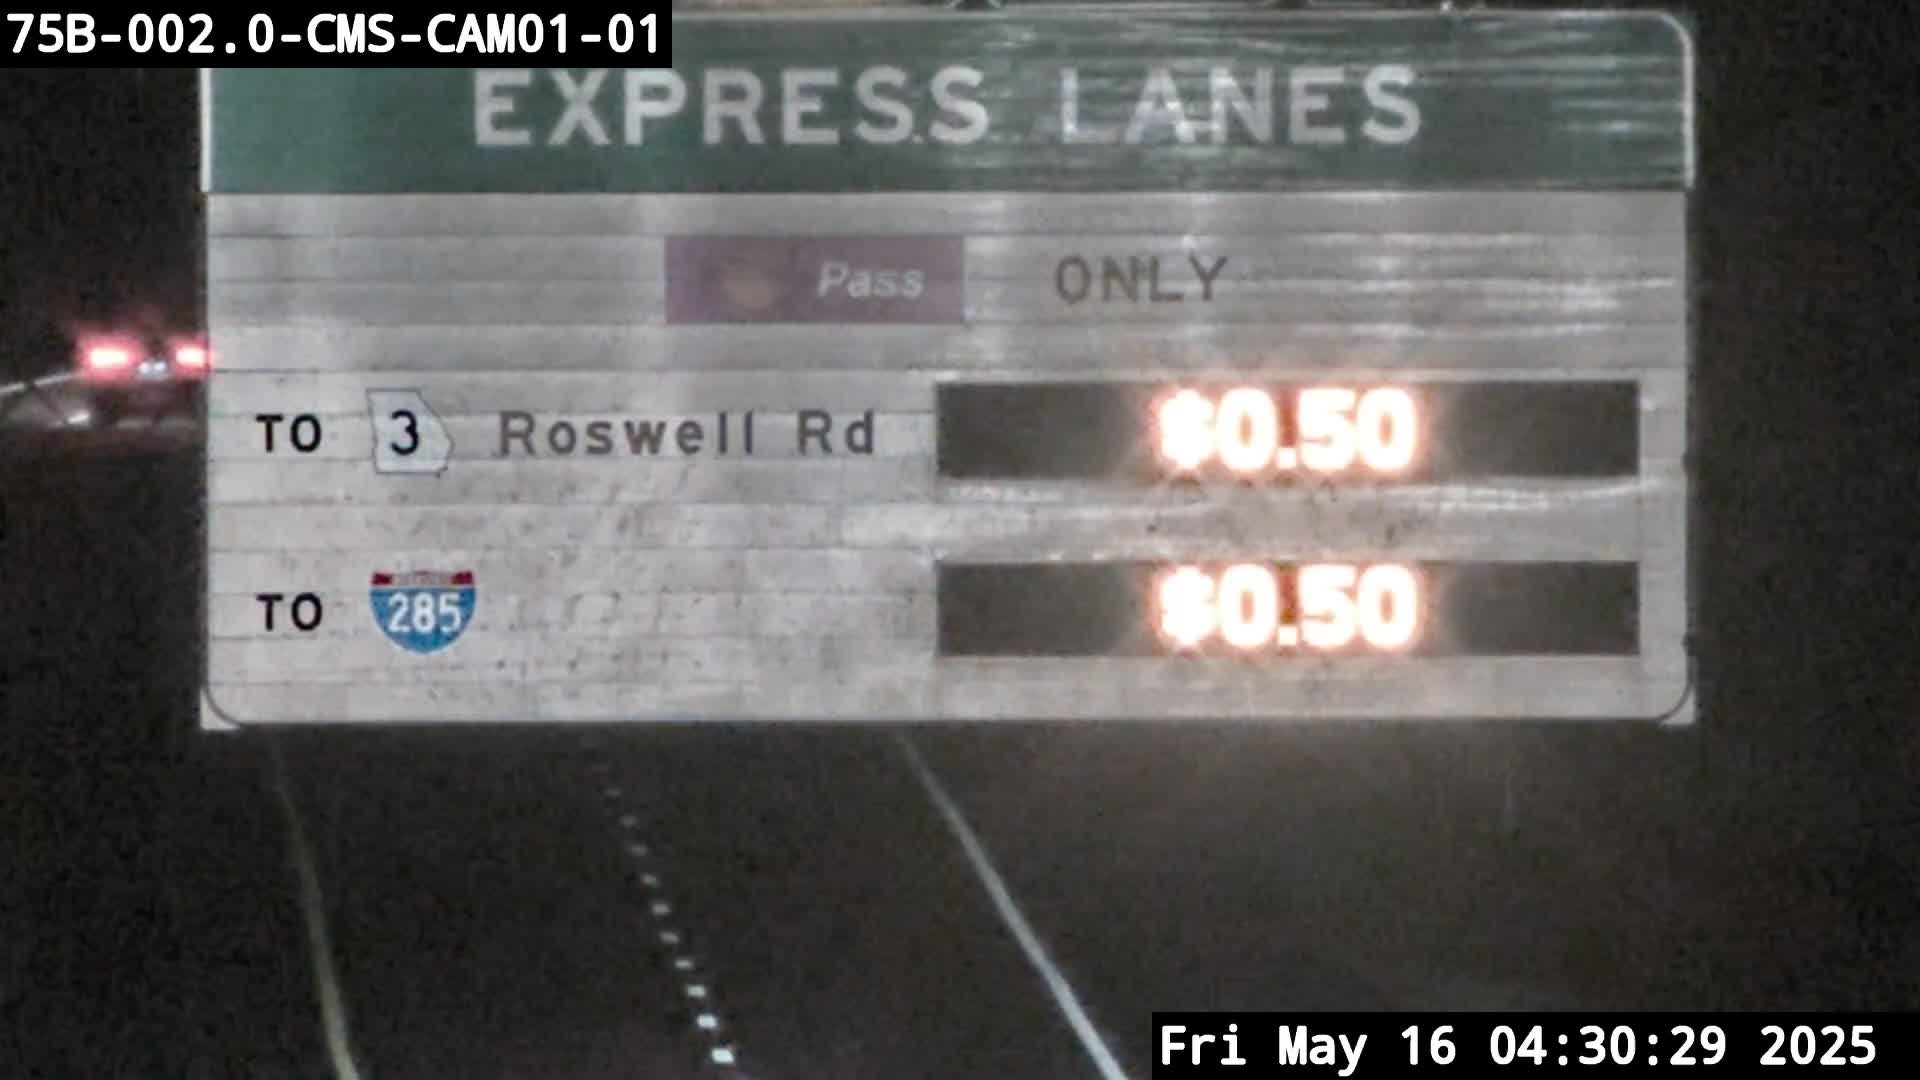 75B-002.0-CMS-CAM01-01
EXPRESS LANES
Pass ONLY
TO 3 Roswell Rd $0.50
TO 285 $0.50
Fri May 16 04:30:29 2025